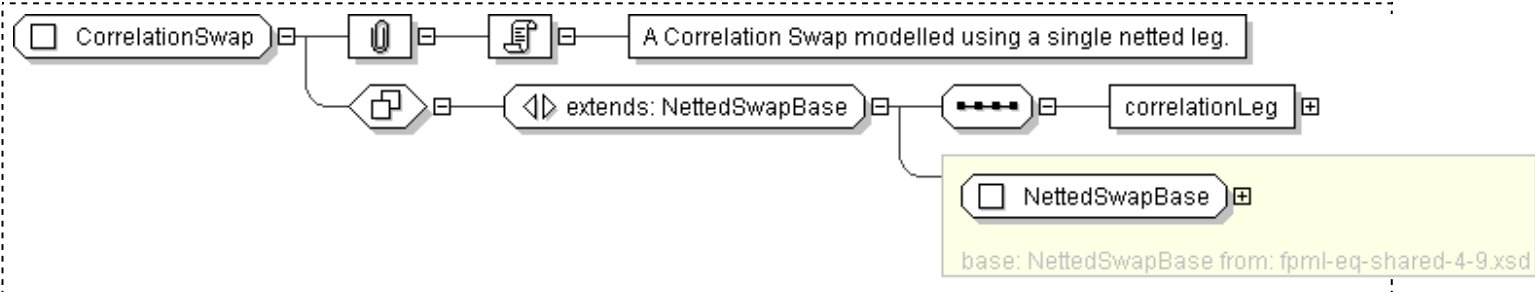 CorrelationSwap
A Correlation Swap modelled using a single netted leg.
extends: NettedSwapBase
correlationLeg
NettedSwapBase
base: NettedSwapBase from: fpml-eq-shared-4-9.xsd